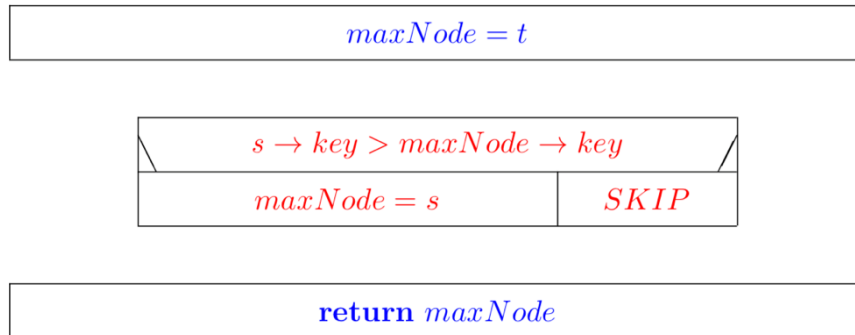 maxNode = t
s → key > maxNode → key
maxNode = s SKIP
return maxNode